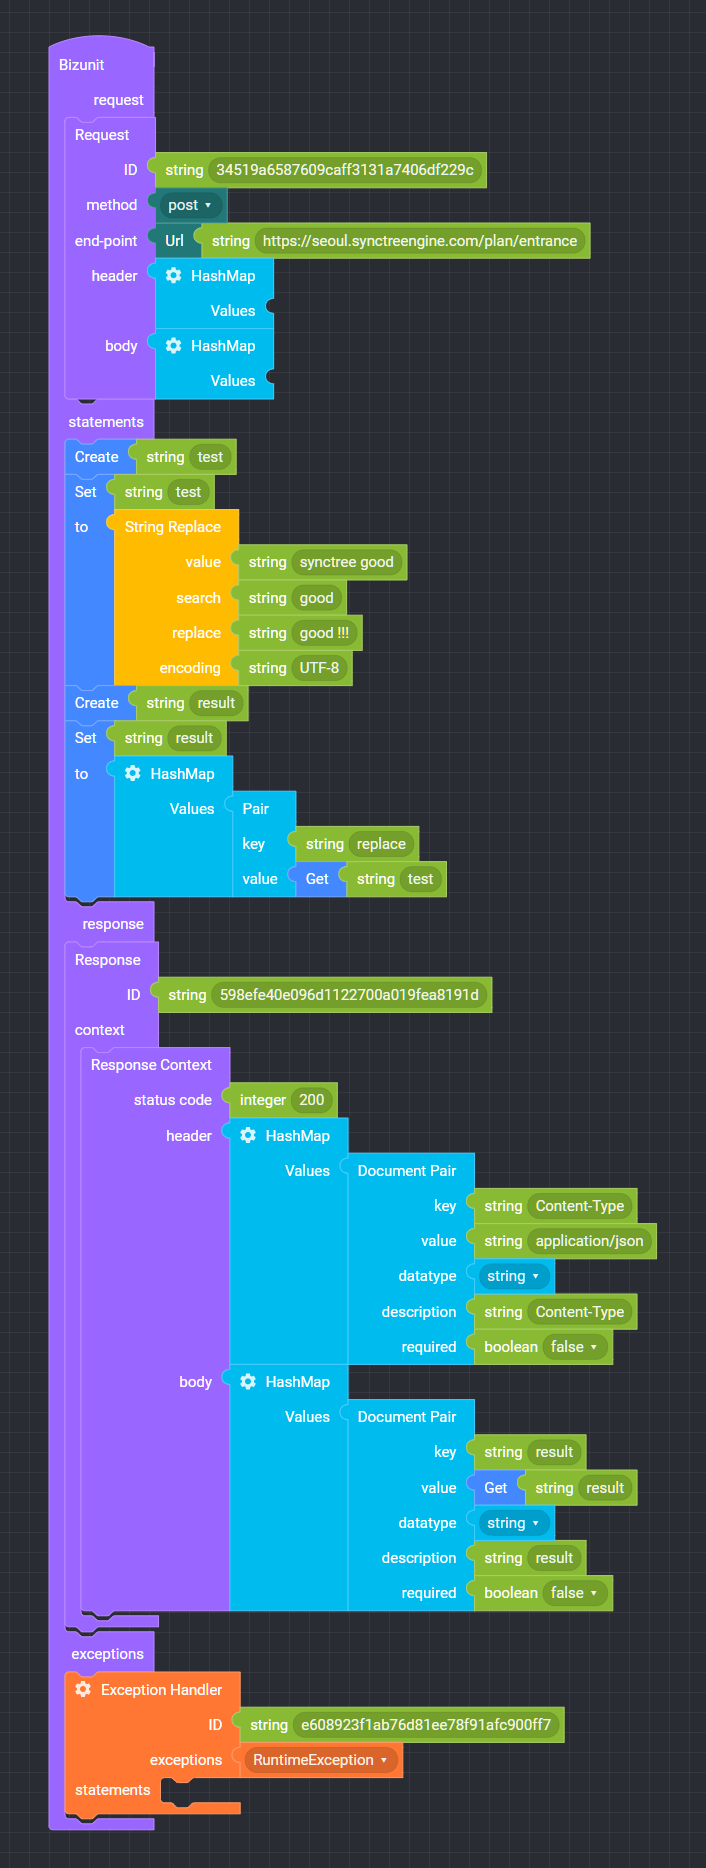 Bizunit
request
Request
ID string 34519a6587609caff3131a7406df229c
method post
end-point Url string https://seoul.synctreengine.com/plan/entrance
header HashMap
Values
body HashMap
Values
statements
Create string test
Set string test
to String Replace
value string synctree good
search string good
replace string good !!!
encoding string UTF-8
Create string result
Set string result
to HashMap
Values Pair
key string replace
value Get string test
response
Response
ID string 598efe40e096d1122700a019fea8191d
context
Response Context
status code integer 200
header HashMap
Values Document Pair
key string Content-Type
value string application/json
datatype string
description string Content-Type
required boolean false
body HashMap
Values Document Pair
key string result
value Get string result
datatype string
description string result
required boolean false
exceptions
Exception Handler
ID string e608923f1ab76d81ee78f91afc900ff7
exceptions RuntimeException
statements